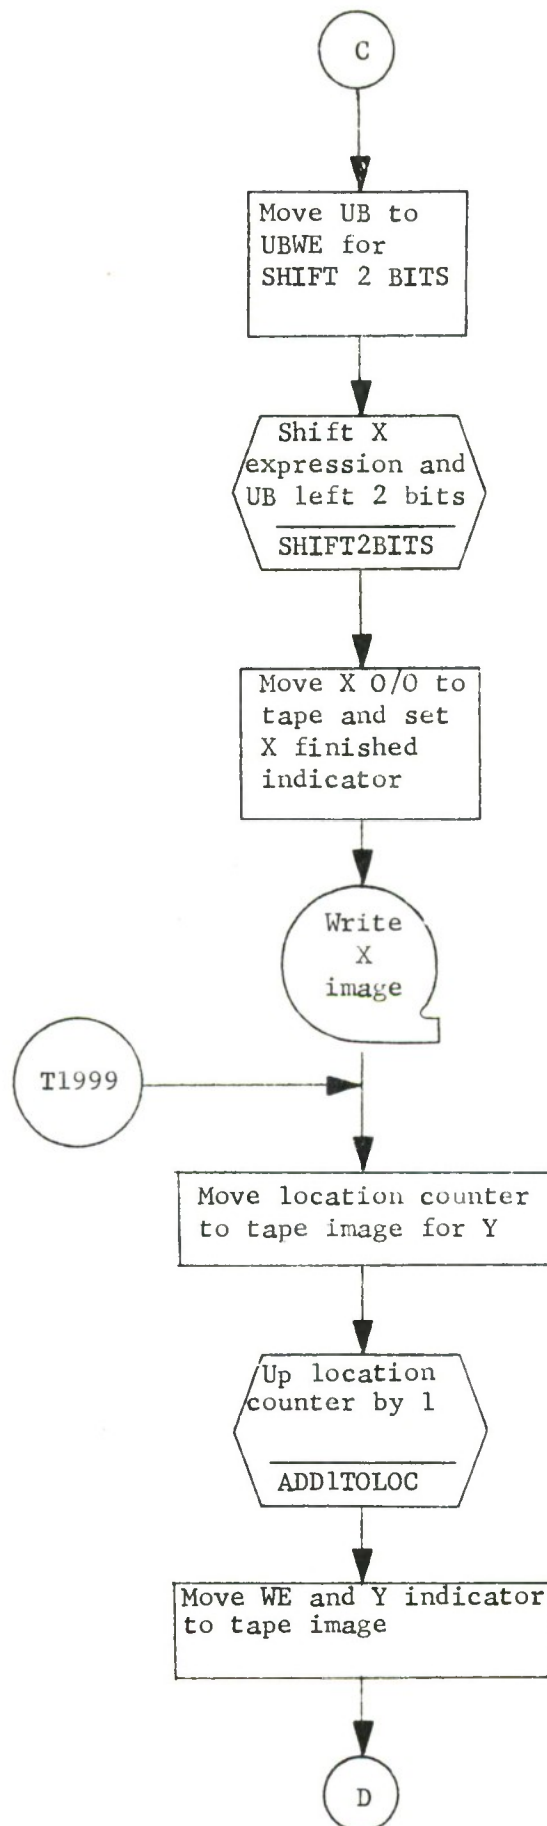 C
Move UB to
UBWE for
SHIFT 2 BITS
Shift X
expression and
UB left 2 bits
SHIFT2BITS
Move X O/O to
tape and set
X finished
indicator
Write
X
image
T1999
Move location counter
to tape image for Y
Up location
counter by 1
ADD1TOLOC
Move WE and Y indicator
to tape image
D